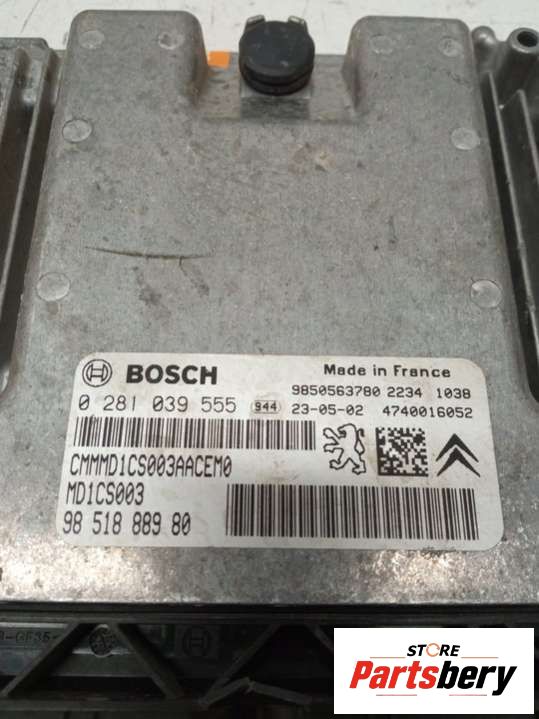 BOSCH
Made in France
0 281 039 555 944
9850563780 2234 1038
23-05-02 4740016052
CMMMD1CS003AACEM0
MD1CS003
98 518 889 80
STORE
Partsbery